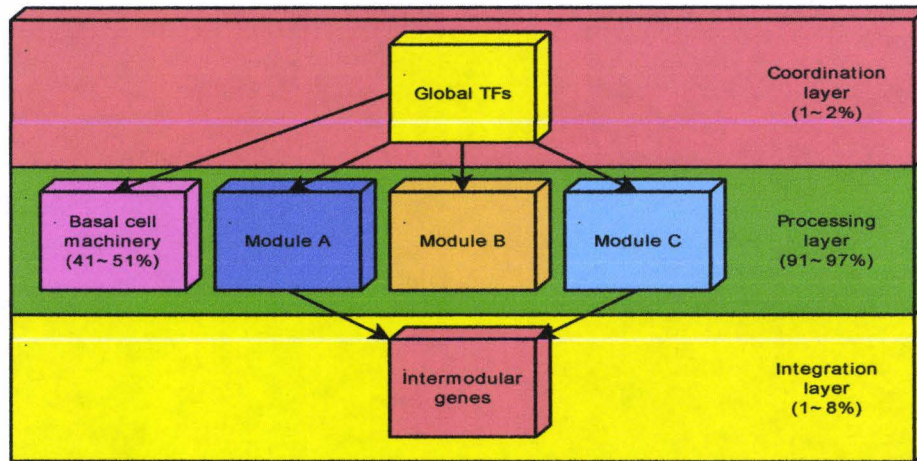 Global TFs
Coordination
layer
(1~ 2%)
Basal cell
machinery
(41~ 51%)
Module A
Module B
Module C
Processing
layer
(91~ 97%)
Intermodular
genes
Integration
layer
(1~ 8%)